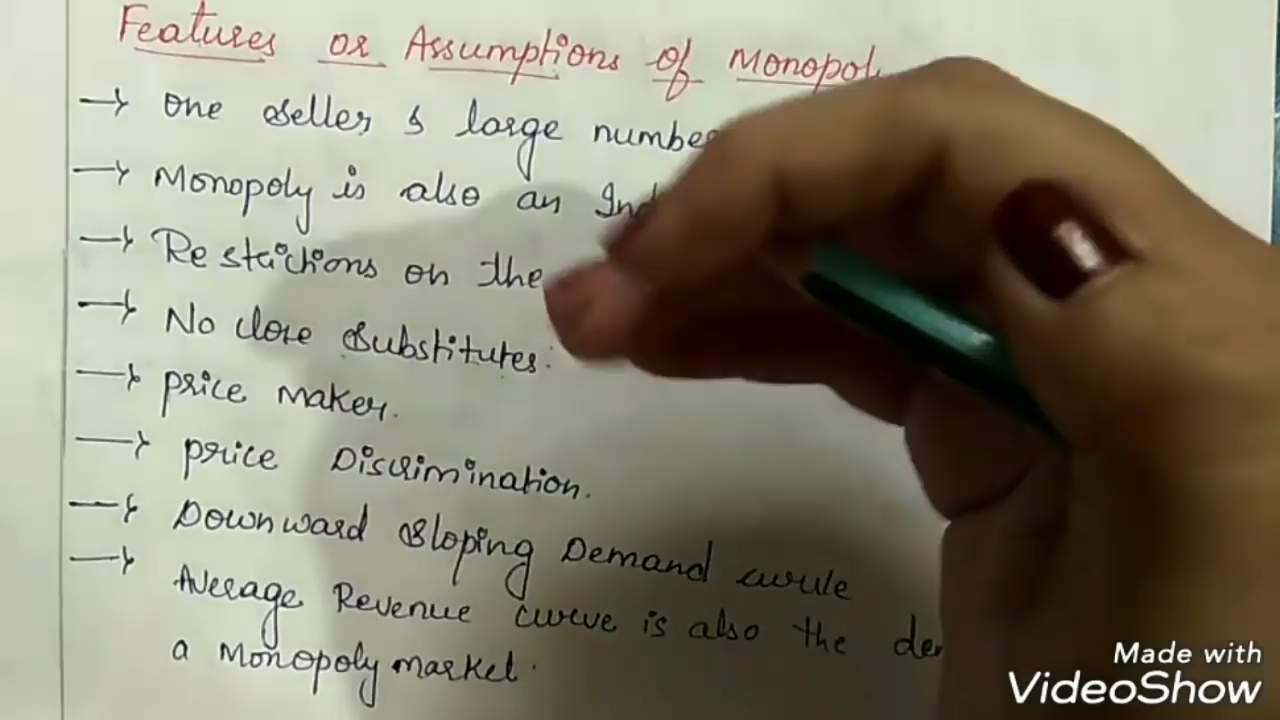 Features or Assumptions of Monopol
→ One seller & large number
→ Monopoly is also an Ind
→ Restictions on the
→ No close substitutes.
→ price maker.
→ price Discrimination.
→ Downward sloping Demand curve
→ Average Revenue curve is also the de
a Monopoly market.
Made with
VideoShow